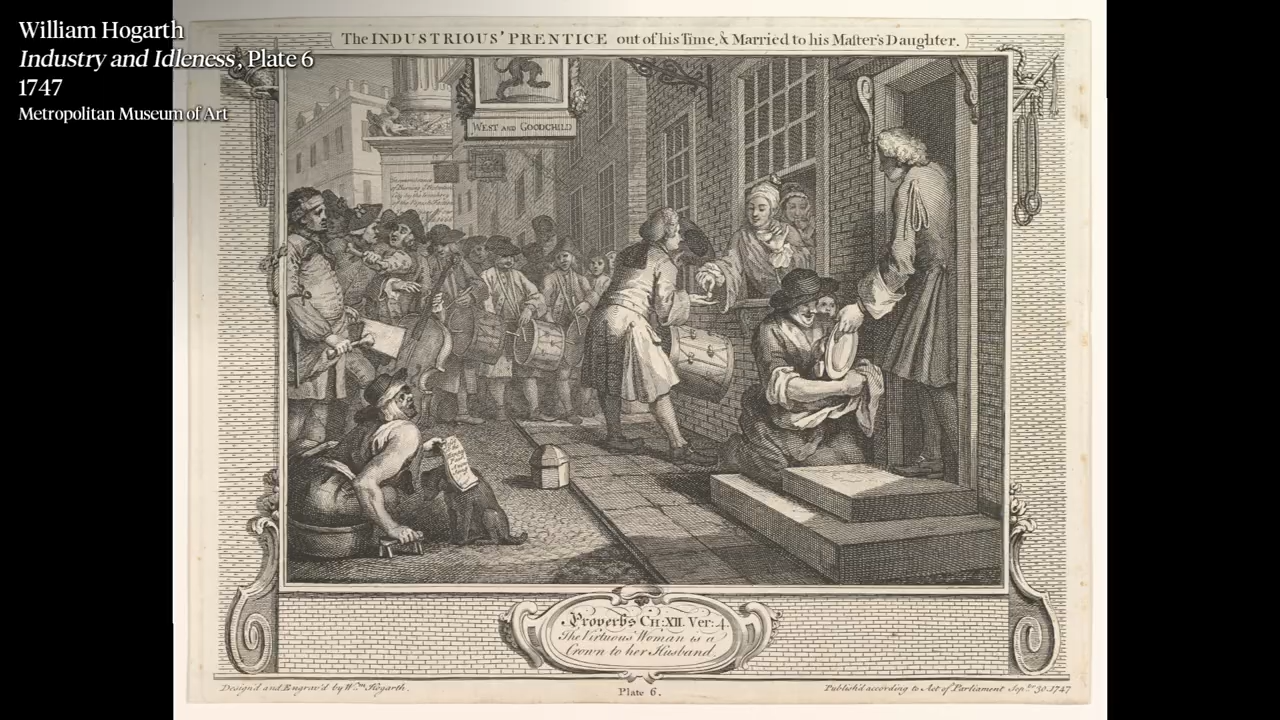 William Hogarth
Industry and Idleness, Plate 6
1747
Metropolitan Museum of Art
The INDUSTRIOUS 'PRENTICE out of his Time, & Married to his Master's Daughter.
WEST AND GOODCHILD
Proverbs CH: XII. Ver: 4.
The Virtuous Woman is a
Crown to her Husband.
Design'd and Engrav'd by Wm. Hogarth.
Plate 6.
Publish'd according to Act of Parliament Sep. 30. 1747